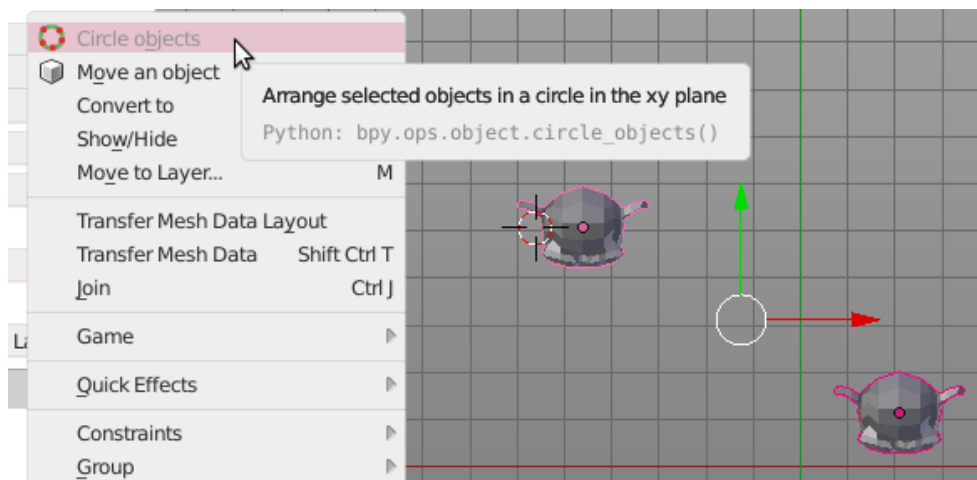 Circle objects
Move an object
Arrange selected objects in a circle in the xy plane
Convert to
Python: bpy.ops.object.circle_objects()
Show/Hide
Move to Layer... M
Transfer Mesh Data Layout
Transfer Mesh Data Shift Ctrl T
Join Ctrl J
La
Game
Quick Effects
Constraints
Group